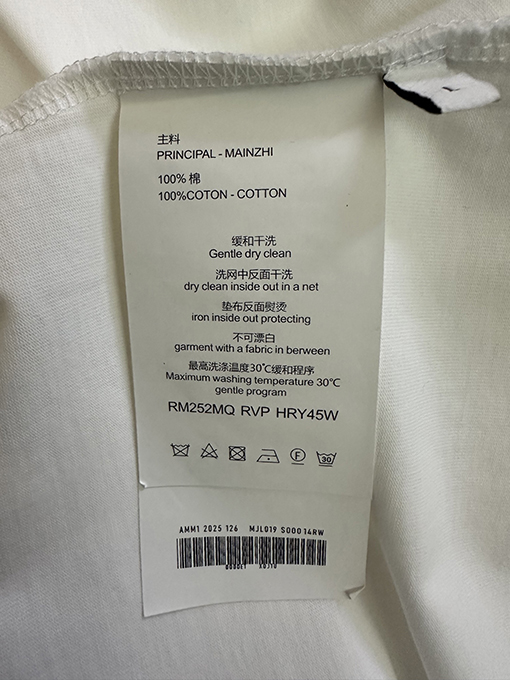 主料
PRINCIPAL - MAINZHI
100% 棉
100%COTON - COTTON
缓和干洗
Gentle dry clean
洗网中反面干洗
dry clean inside out in a net
垫布反面熨烫
iron inside out protecting
不可漂白
garment with a fabric in berween
最高洗涤温度30℃缓和程序
Maximum washing temperature 30℃
gentle program
RM252MQ RVP HRY45W
F
30
AMM1 2025 126 MJL019 S00014RW